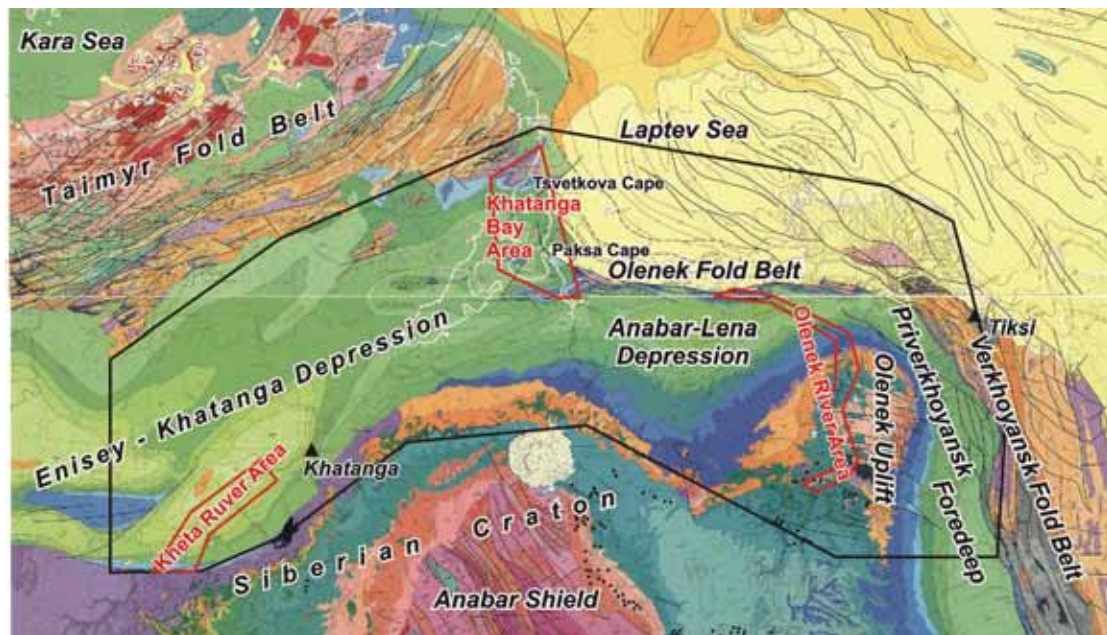 Kara Sea
Taimyr Fold Belt
Laptev Sea
Tsvetkova Cape
Khatanga
Bay
Area
Paksa Cape
Olenek Fold Belt
Enisey - Khatanga Depression
Anabar-Lena
Depression
Olenek River Area
Olenek Uplift
Priverkhoyansk Foredeep
Tiksi
Verkhoyansk Fold Belt
Khatanga
Kheta Ruver Area
Siberian Craton
Anabar Shield